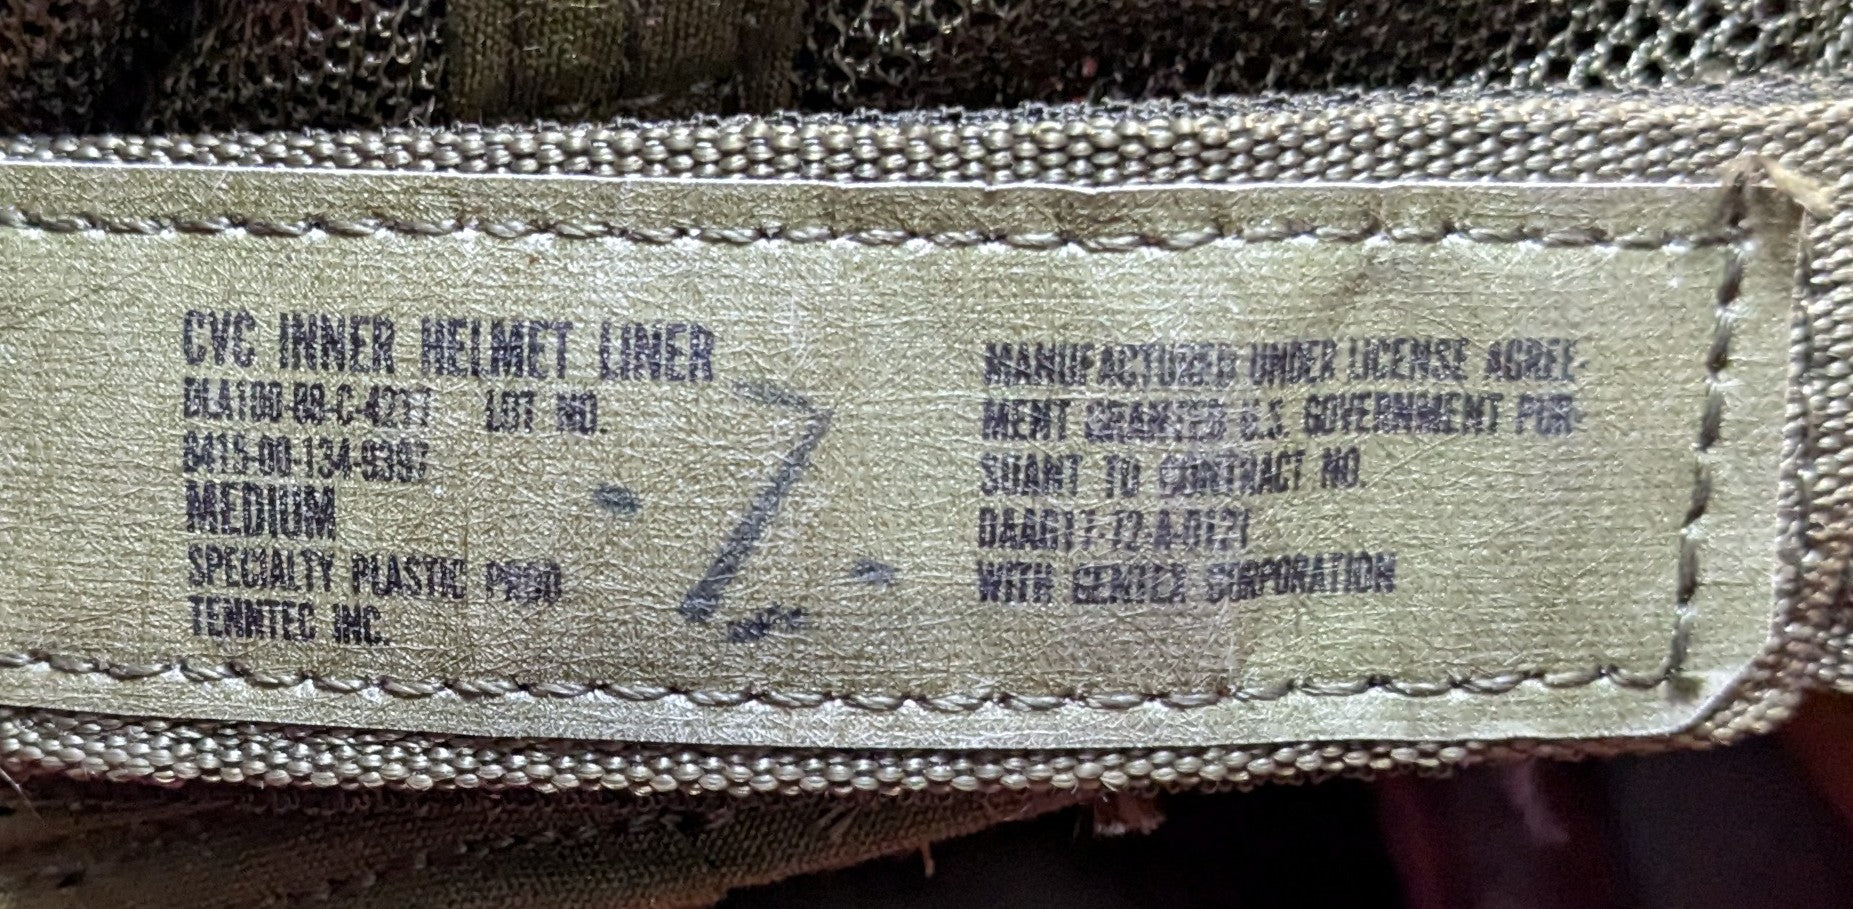 CVC INNER HELMET LINER
DLA100-88-C-4217 LOT NO.
8415-00-134-9397
MEDIUM
SPECIALTY PLASTIC PROD
TENNTEC INC.
Z
MANUFACTURED UNDER LICENSE AGREE-
MENT GRANTED U.S. GOVERNMENT PUR-
SUANT TO CONTRACT NO.
DAAG17-72-A-0121
WITH GENTEX CORPORATION